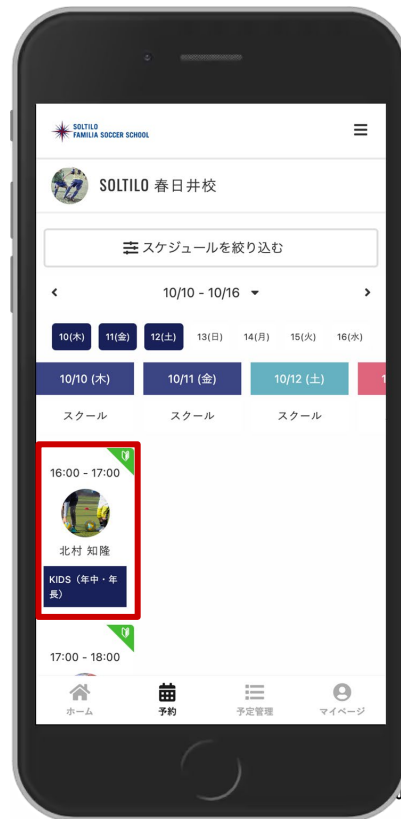 SOLTILO
FAMILIA SOCCER SCHOOL
SOLTILO 春日井校
スケジュールを絞り込む
10/10 - 10/16
10(木) 11(金) 12(土) 13(日) 14(月) 15(火) 16(水)
10/10 (木) 10/11 (金) 10/12 (土) 1
スクール スクール スクール
16:00 - 17:00
北村 知隆
KIDS（年中・年
長）
17:00 - 18:00
ホーム 予約 予定管理 マイページ